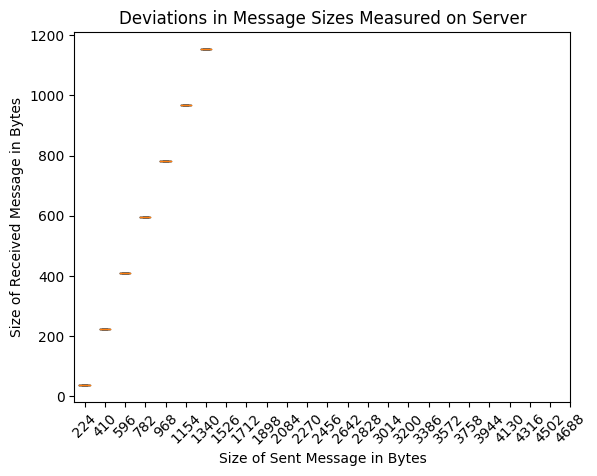 Deviations in Message Sizes Measured on Server
1200
1000
800
600
400
200
0
Size of Received Message in Bytes
224 410 596 782 968 1154 1340 1526 1712 1898 2084 2270 2456 2642 2828 3014 3200 3386 3572 3758 3944 4130 4316 4502 4688
Size of Sent Message in Bytes